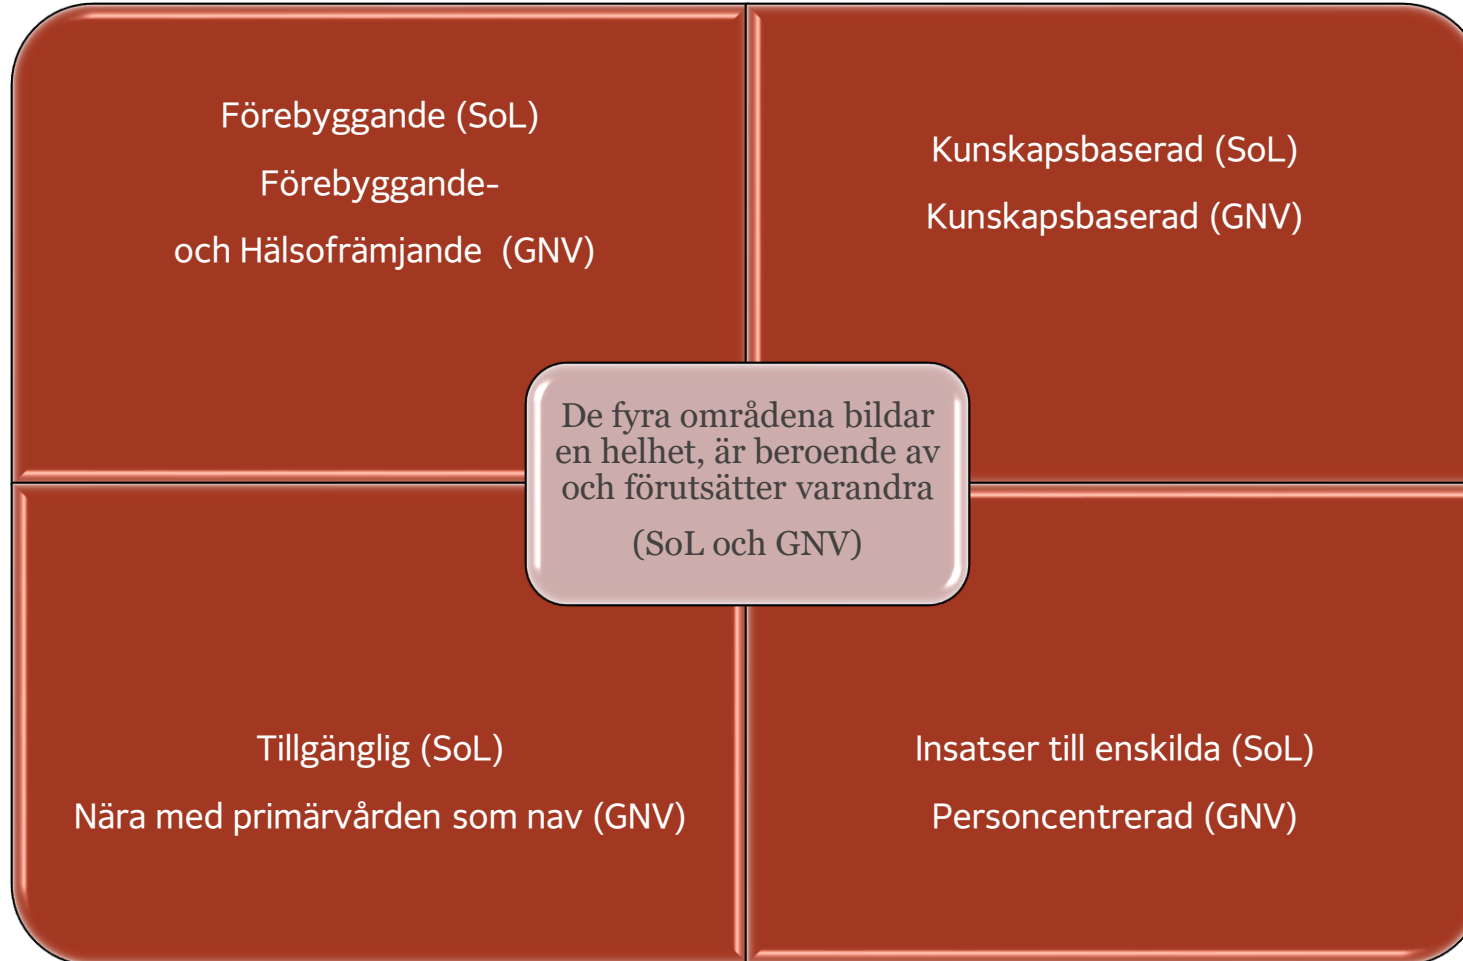 Förebyggande (SoL)
Förebyggande-
och Hälsofrämjande  (GNV)
Kunskapsbaserad (SoL)
Kunskapsbaserad (GNV)
De fyra områdena bildar
en helhet, är beroende av
och förutsätter varandra
(SoL och GNV)
Tillgänglig (SoL)
Nära med primärvården som nav (GNV)
Insatser till enskilda (SoL)
Personcentrerad (GNV)